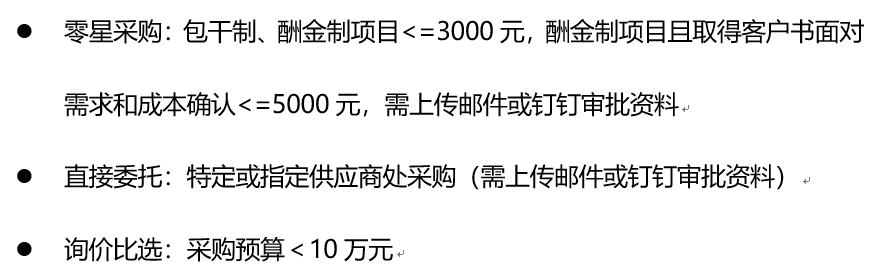 ● 零星采购：包干制、酬金制项目<=3000 元，酬金制项目且取得客户书面对
需求和成本确认<=5000 元，需上传邮件或钉钉审批资料
● 直接委托：特定或指定供应商处采购（需上传邮件或钉钉审批资料）
● 询价比选：采购预算＜10 万元